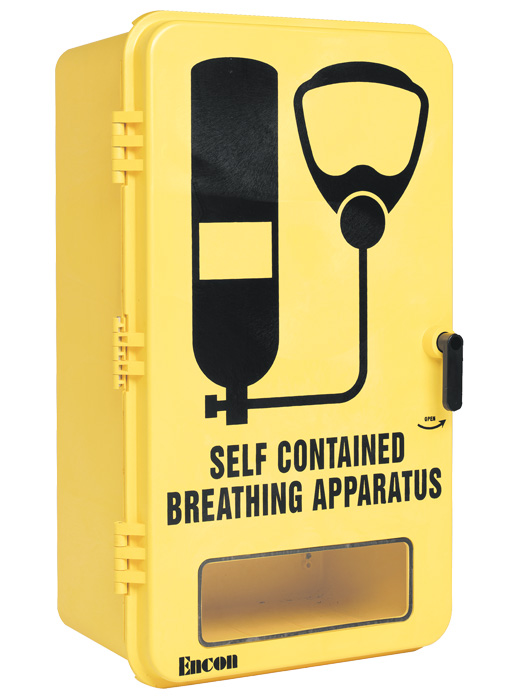 OPEN
SELF CONTAINED
BREATHING APPARATUS
Encon